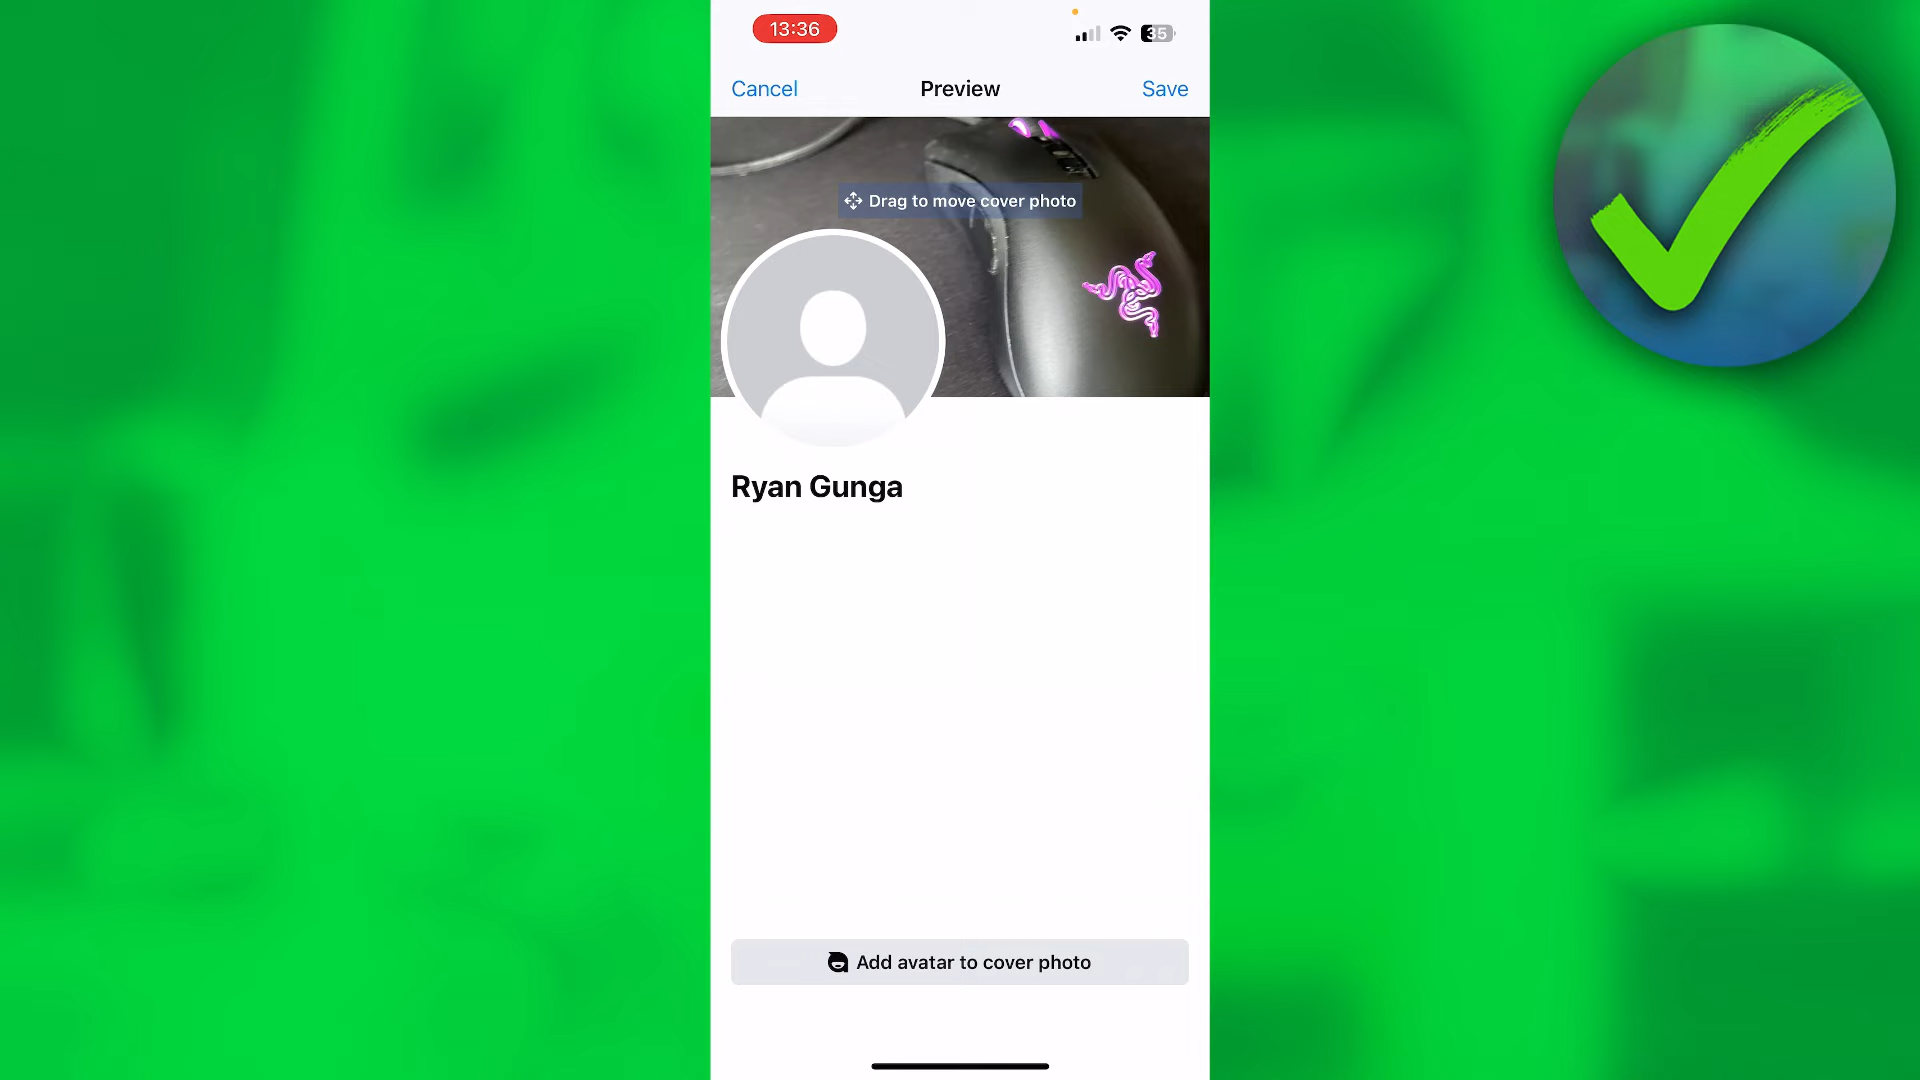 13:36
35
Cancel
Preview
Save
Drag to move cover photo
Ryan Gunga
Add avatar to cover photo